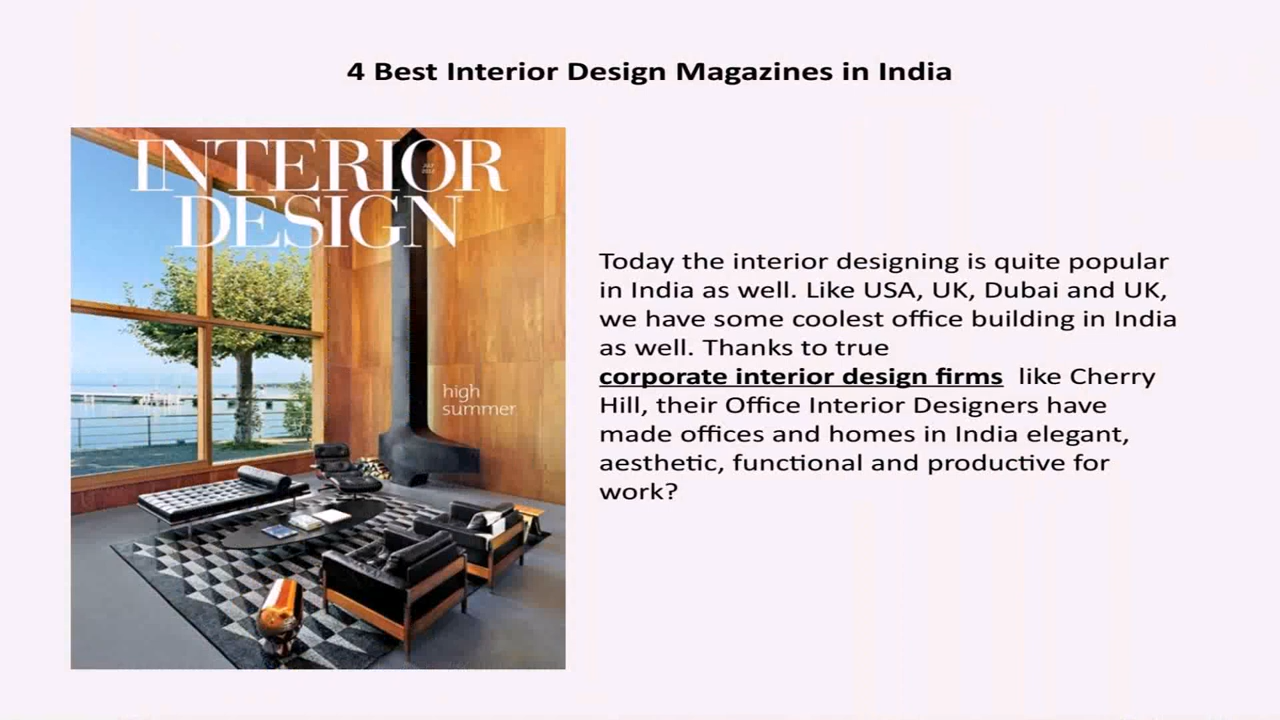 4 Best Interior Design Magazines in India
INTERIOR
DESIGN
high
summer
Today the interior designing is quite popular
in India as well. Like USA, UK, Dubai and UK,
we have some coolest office building in India
as well. Thanks to true
corporate interior design firms like Cherry
Hill, their Office Interior Designers have
made offices and homes in India elegant,
aesthetic, functional and productive for
work?